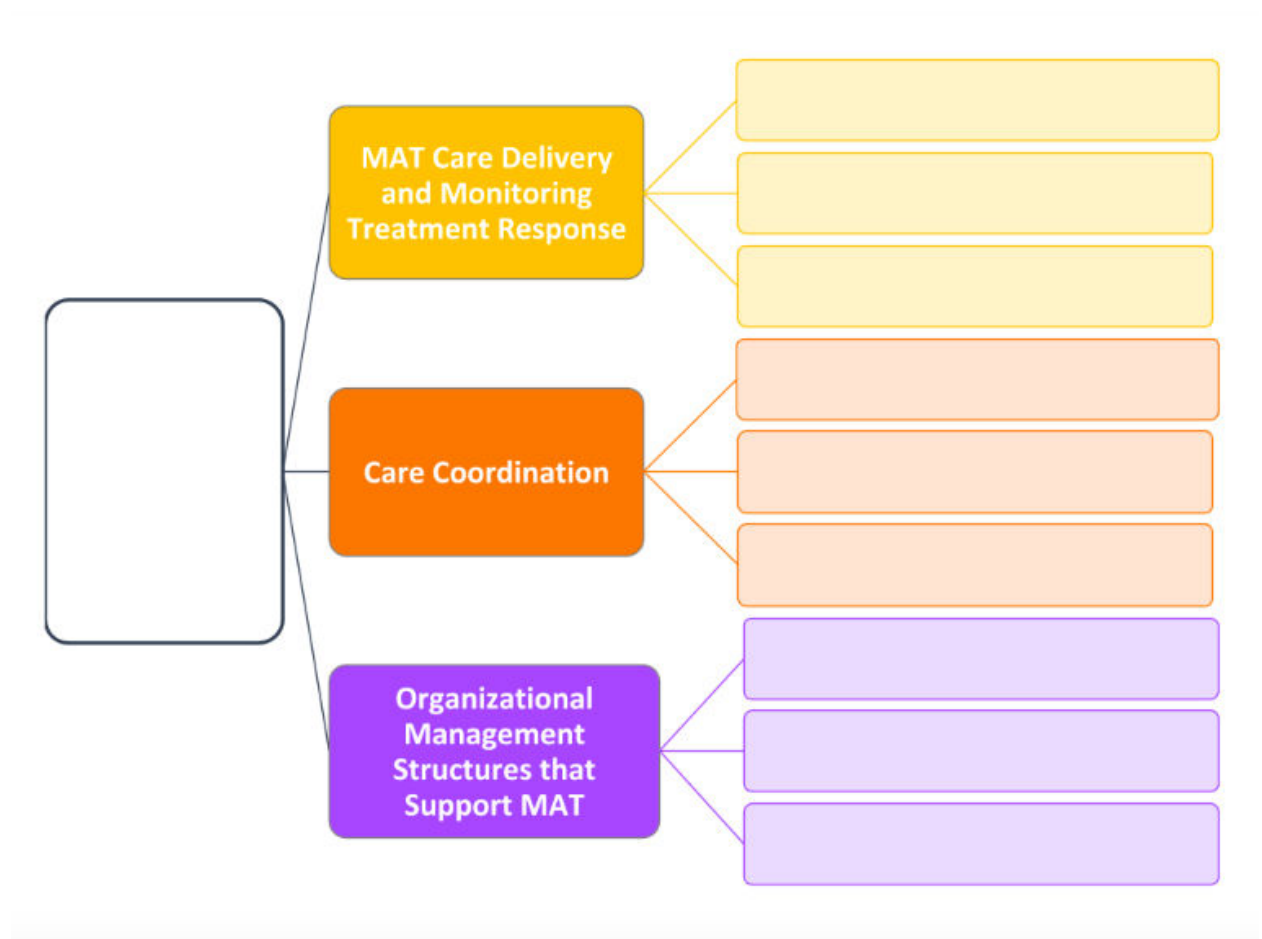 MAT Care Delivery
and Monitoring
Treatment Response
Care Coordination
Organizational
Management
Structures that
Support MAT